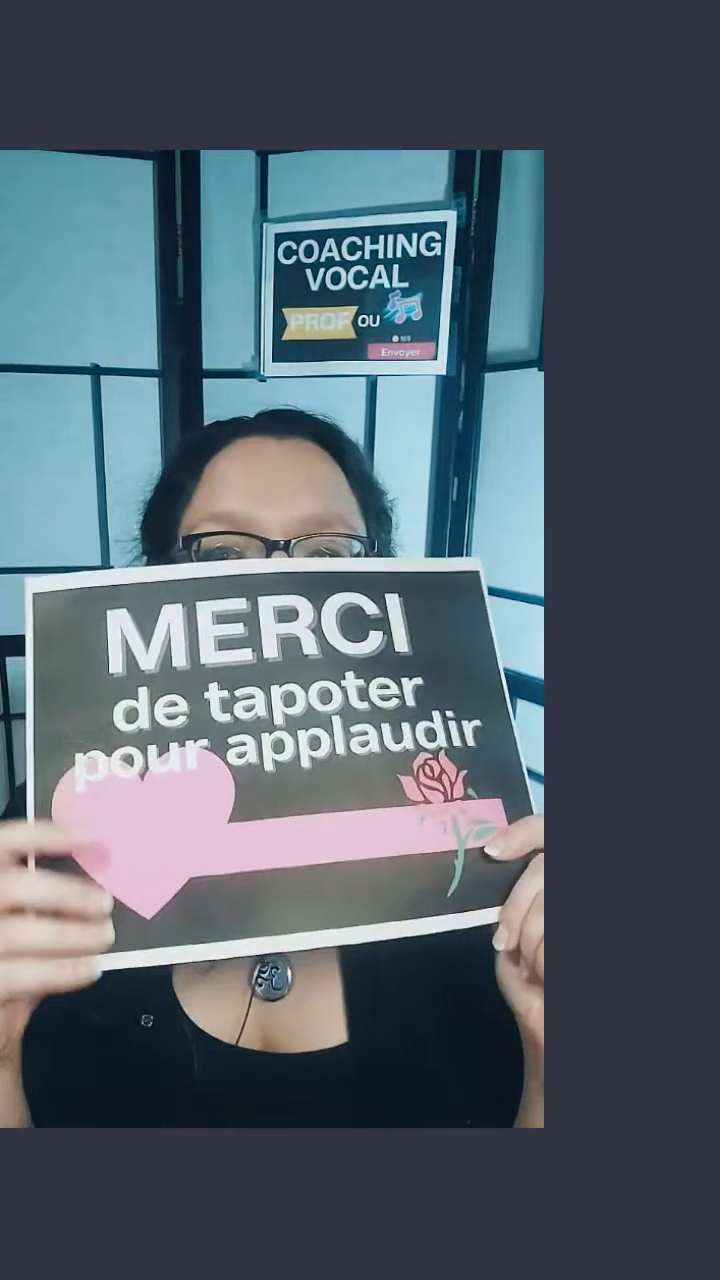 COACHING
VOCAL
PROF OU
Envoyer
MERCI
de tapoter
pour applaudir